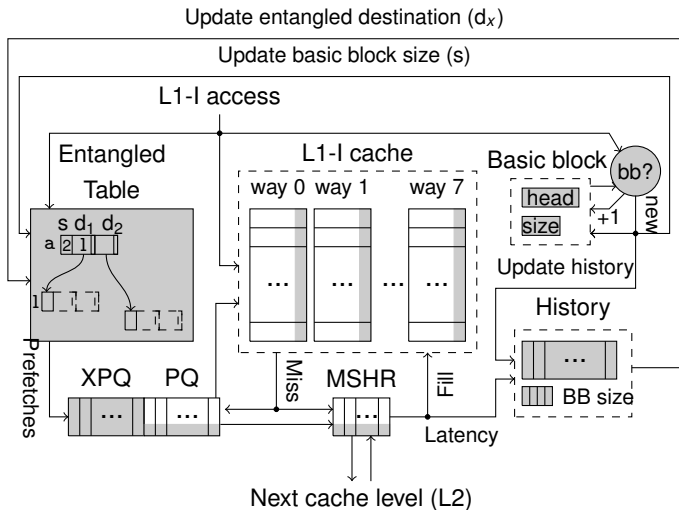 Update entangled destination (dx)
Update basic block size (s)
L1-I access
Entangled
Table
L1-I cache
Basic block
bb?
way 0
way 1
way 7
head
size
+1
new
s d1 d2
a 2 1
1
...
...
...
...
Update history
History
...
BB size
Prefetches
XPQ
PQ
Miss
MSHR
Fill
Latency
...
...
...
Next cache level (L2)